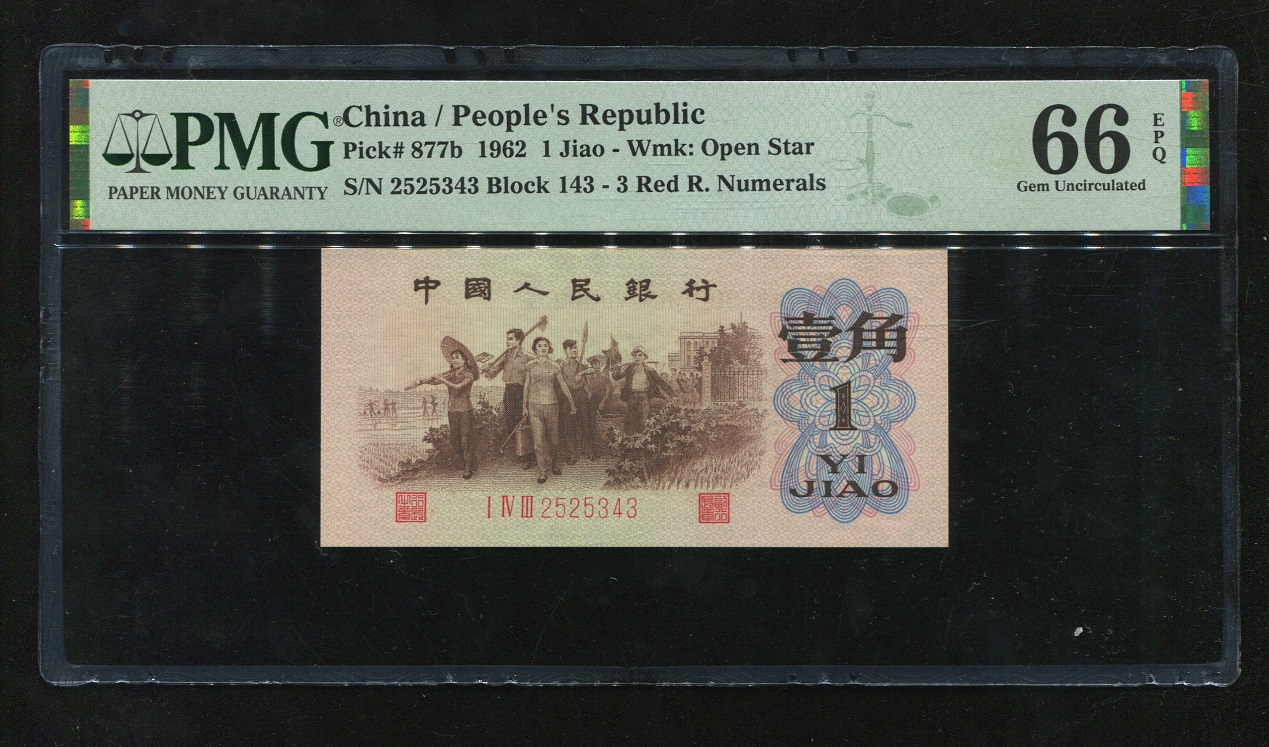 PMG®
PAPER MONEY GUARANTY
China / People's Republic
Pick# 877b 1962 1 Jiao - Wmk: Open Star
S/N 2525343 Block 143 - 3 Red R. Numerals
66
EPQ
Gem Uncirculated
中國人民銀行
壹角
1
YI
JIAO
I IV III 2525343